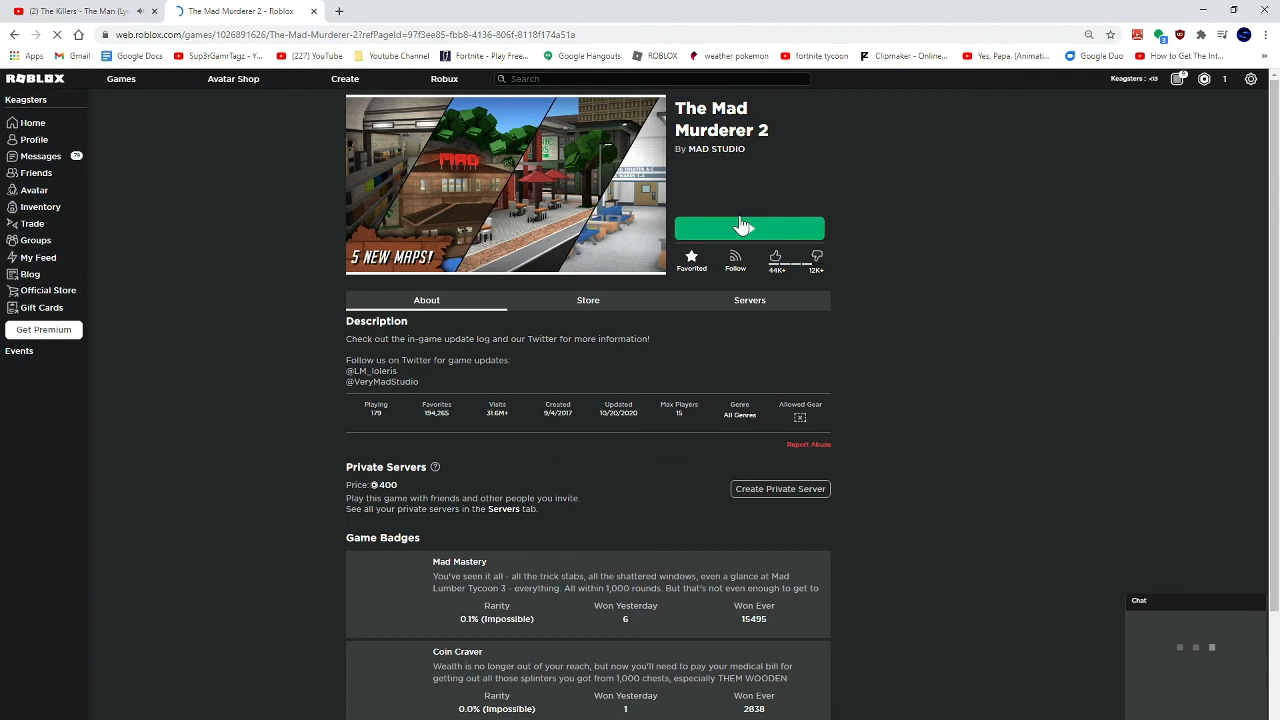 (2) The Killers - The Man (Lyri
The Mad Murderer 2 - Roblox
web.roblox.com/games/1026891626/The-Mad-Murderer-2?refPageId=97f3ee85-fbb8-4136-806f-8118f174a51a
Apps
Google Docs
Sup3rGamrTagz - Y...
(227) YouTube
Youtube Channel
Fortnite - Fortnite...
Google Hangouts
ROBLOX
weather pokemon
fortnite tycoon
Clipmaker - Online...
Yes, Papa. (Animati...
Google Duo
How to Get The Int...
ROBLOX
Games
Avatar Shop
Create
Robux
Search
Keagsters: <13
1
Keagsters
Home
Profile
Messages
79
Friends
Avatar
Inventory
Trade
Groups
My Feed
Blog
Official Store
Gift Cards
Get Premium
Events
MAD
5 NEW MAPS!
The Mad
Murderer 2
By MAD STUDIO
Favorited
Follow
44K+
12K+
About
Store
Servers
Description
Check out the in-game update log and our Twitter for more information!
Follow us on Twitter for game updates:
@LM_loleris
@VeryMadStudio
Playing
Favorites
Visits
Created
Updated
Max Players
Genre
Allowed Gear
179
194,265
31.6M+
9/4/2017
10/20/2020
15
All Genres
Report Abuse
Private Servers
Price: 400
Create Private Server
Play this game with friends and other people you invite.
See all your private servers in the Servers tab.
Game Badges
Mad Mastery
You've seen it all - all the trick stabs, all the shattered windows, even a glance at Mad
Lumber Tycoon 3 - everything. All within 1,000 rounds. But that's not even enough to get to
Rarity
Won Yesterday
Won Ever
0.1% (Impossible)
6
15495
Coin Craver
Wealth is no longer out of your reach, but now you'll need to pay your medical bill for
getting out all those splinters you got from 1,000 chests, especially THEM WOODEN
Rarity
Won Yesterday
Won Ever
0.0% (Impossible)
1
2838
Chat